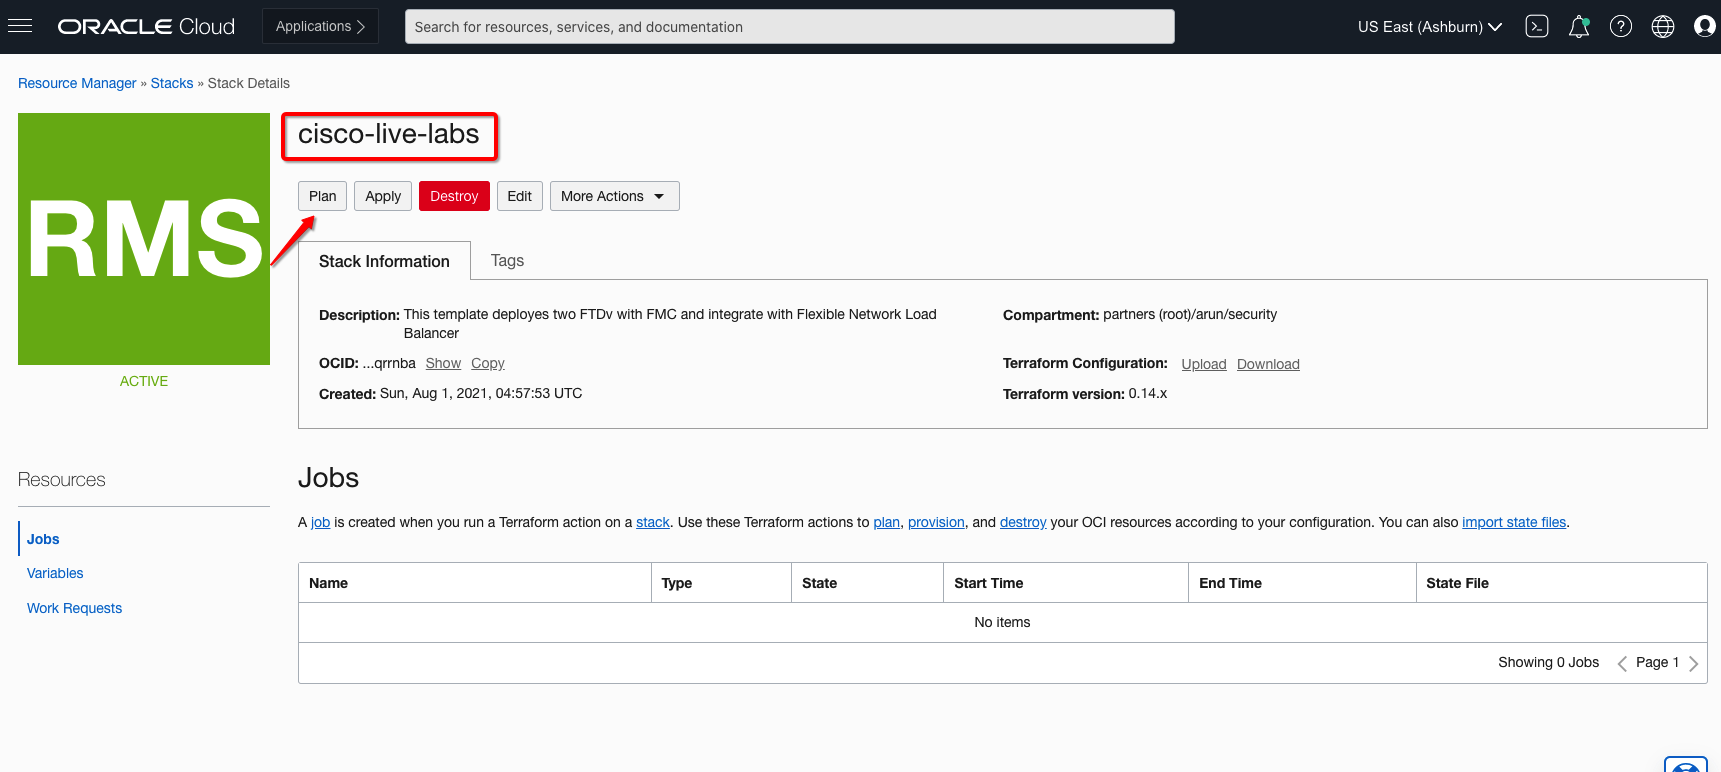 ORACLE Cloud
Applications
Search for resources, services, and documentation
US East (Ashburn)
Resource Manager » Stacks » Stack Details
RMS
ACTIVE
cisco-live-labs
Plan
Apply
Destroy
Edit
More Actions
Stack Information
Tags
Description: This template deployes two FTDv with FMC and integrate with Flexible Network Load
Balancer
OCID: ...qrrnba Show Copy
Created: Sun, Aug 1, 2021, 04:57:53 UTC
Compartment: partners (root)/arun/security
Terraform Configuration: Upload Download
Terraform version: 0.14.x
Resources
Jobs
Variables
Work Requests
Jobs
A job is created when you run a Terraform action on a stack. Use these Terraform actions to plan, provision, and destroy your OCI resources according to your configuration. You can also import state files.
Name Type State Start Time End Time State File
No items
Showing 0 Jobs Page 1